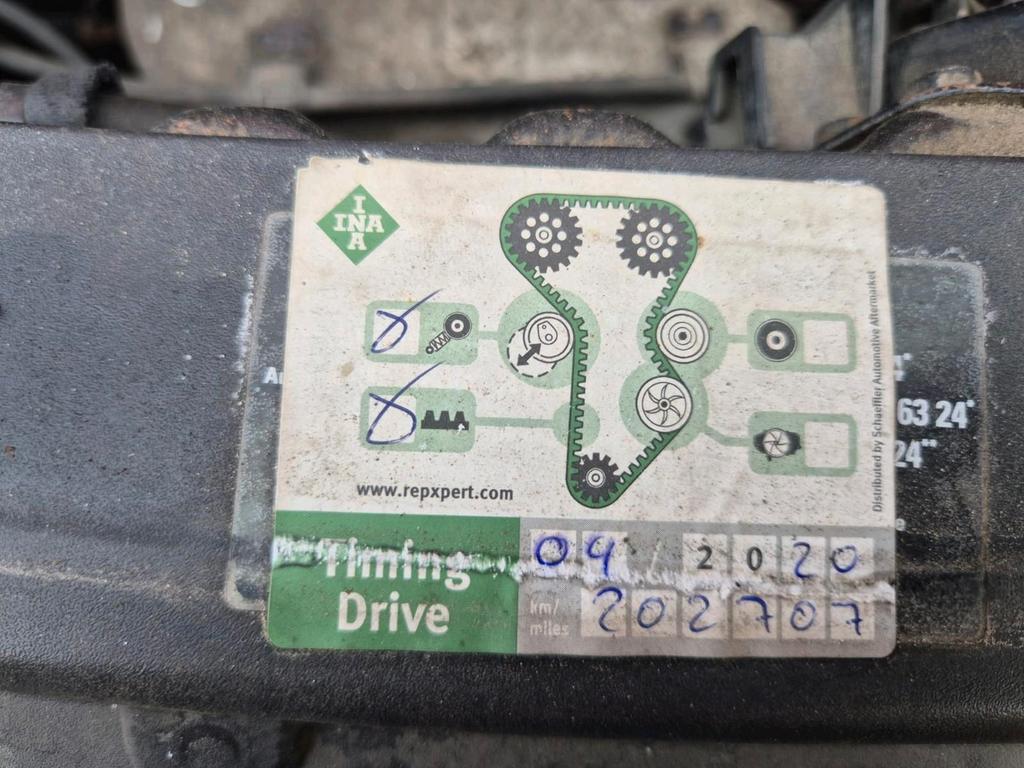 I
INA
A
www.repxpert.com
Distributed by Schaeffler Automotive Aftermarket
63 24°
24°°
Timing
Drive
04 / 2020
km/
miles
202707